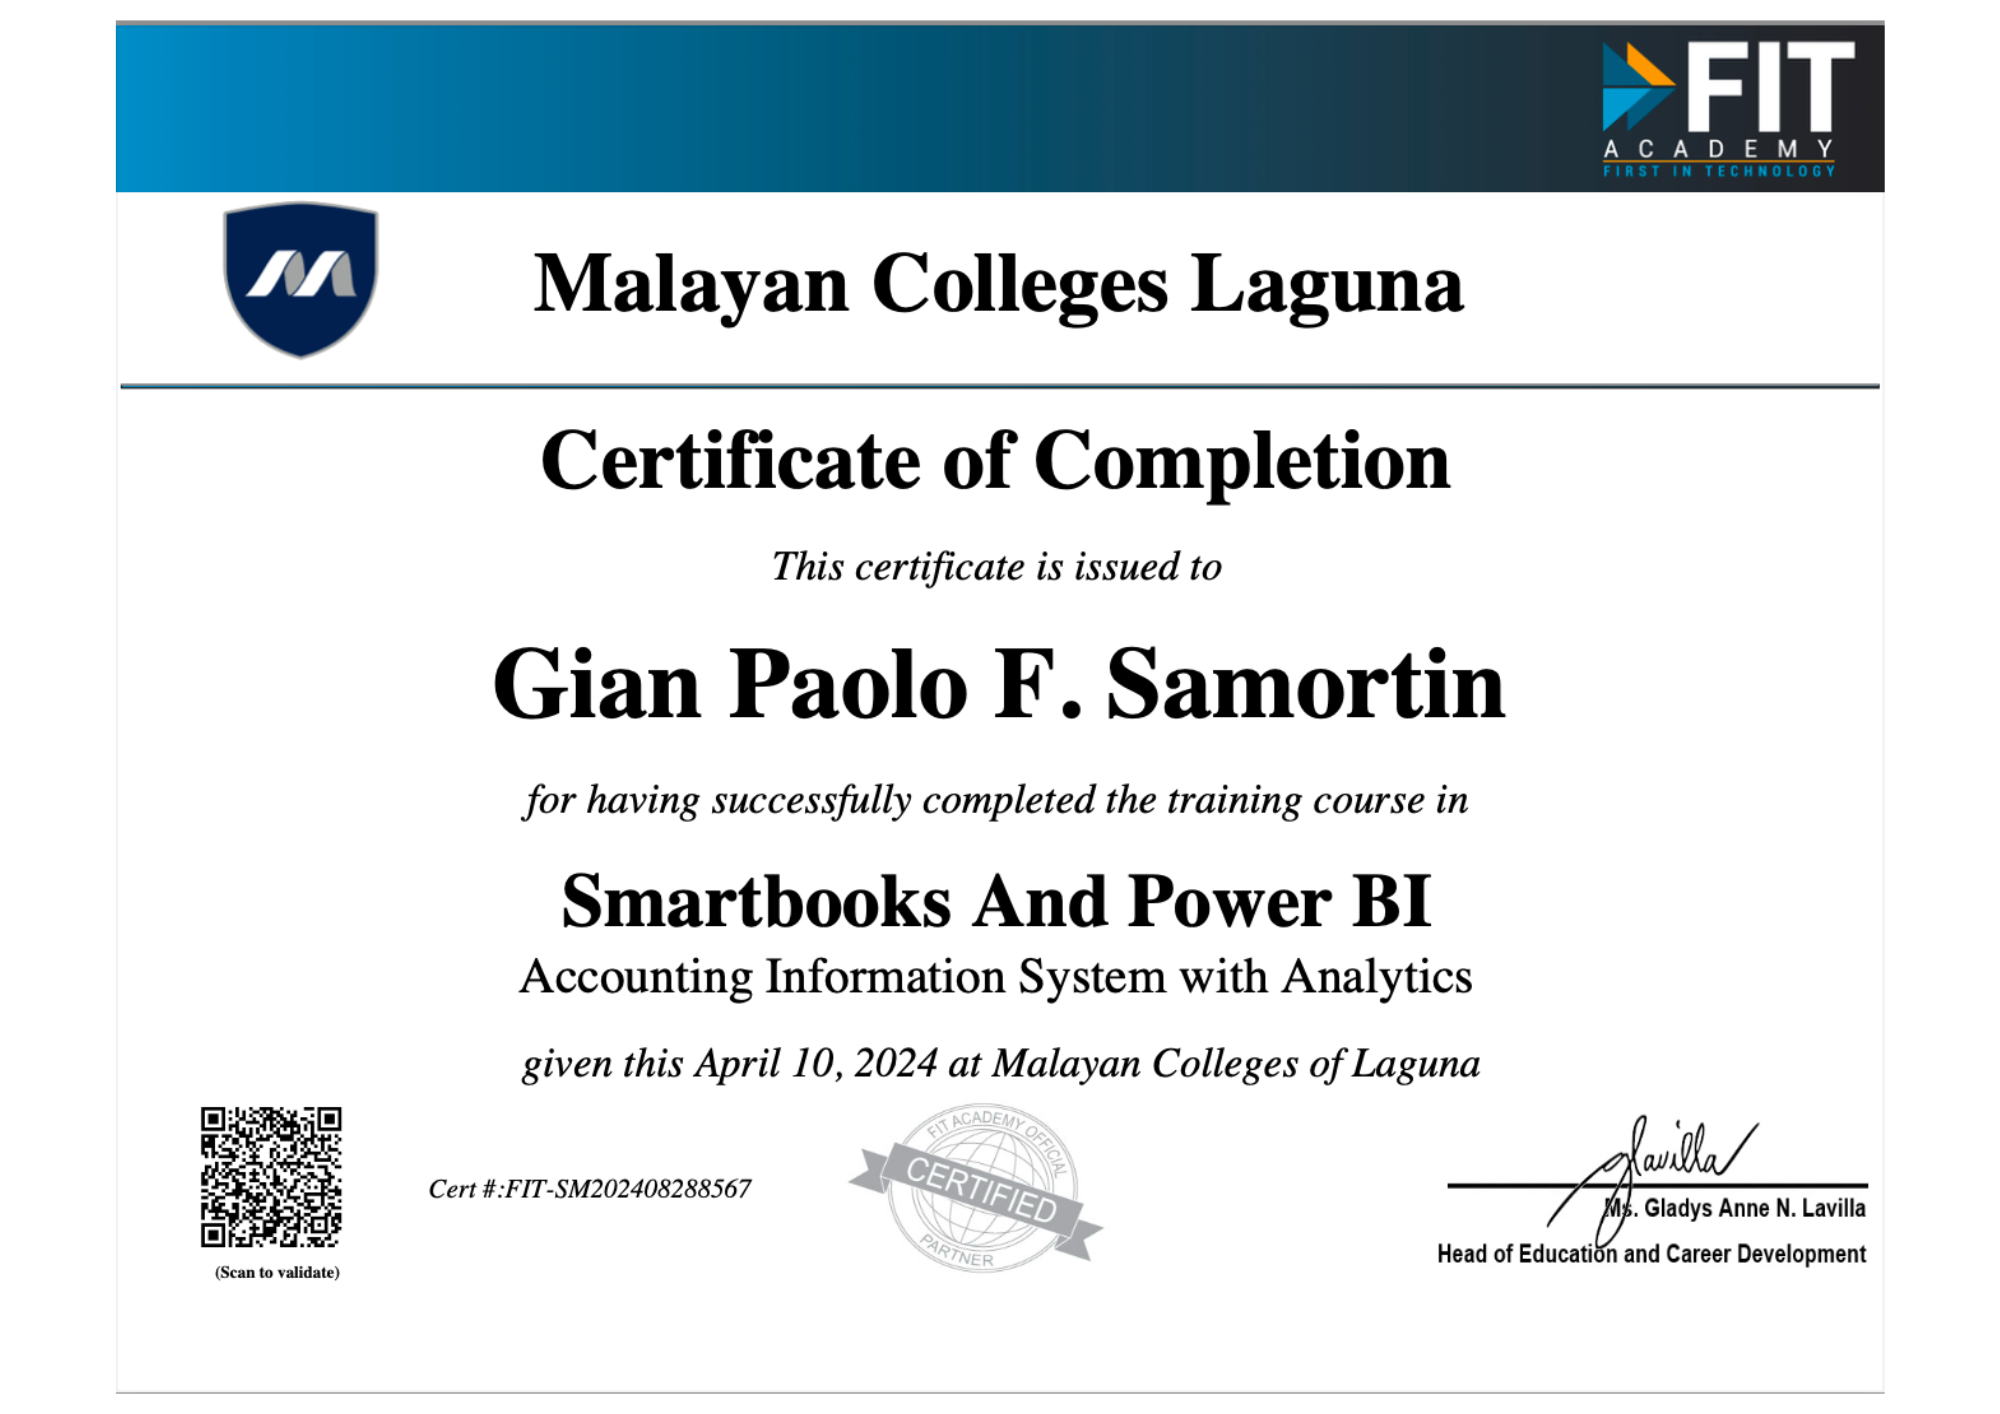 FIT
ACADEMY
FIRST IN TECHNOLOGY
Malayan Colleges Laguna
Certificate of Completion
This certificate is issued to
Gian Paolo F. Samortin
for having successfully completed the training course in
Smartbooks And Power BI
Accounting Information System with Analytics
given this April 10, 2024 at Malayan Colleges of Laguna
(Scan to validate)
Cert #:FIT-SM202408288567
FIT ACADEMY OFFICIAL
CERTIFIED
PARTNER
glavilla
Ms. Gladys Anne N. Lavilla
Head of Education and Career Development